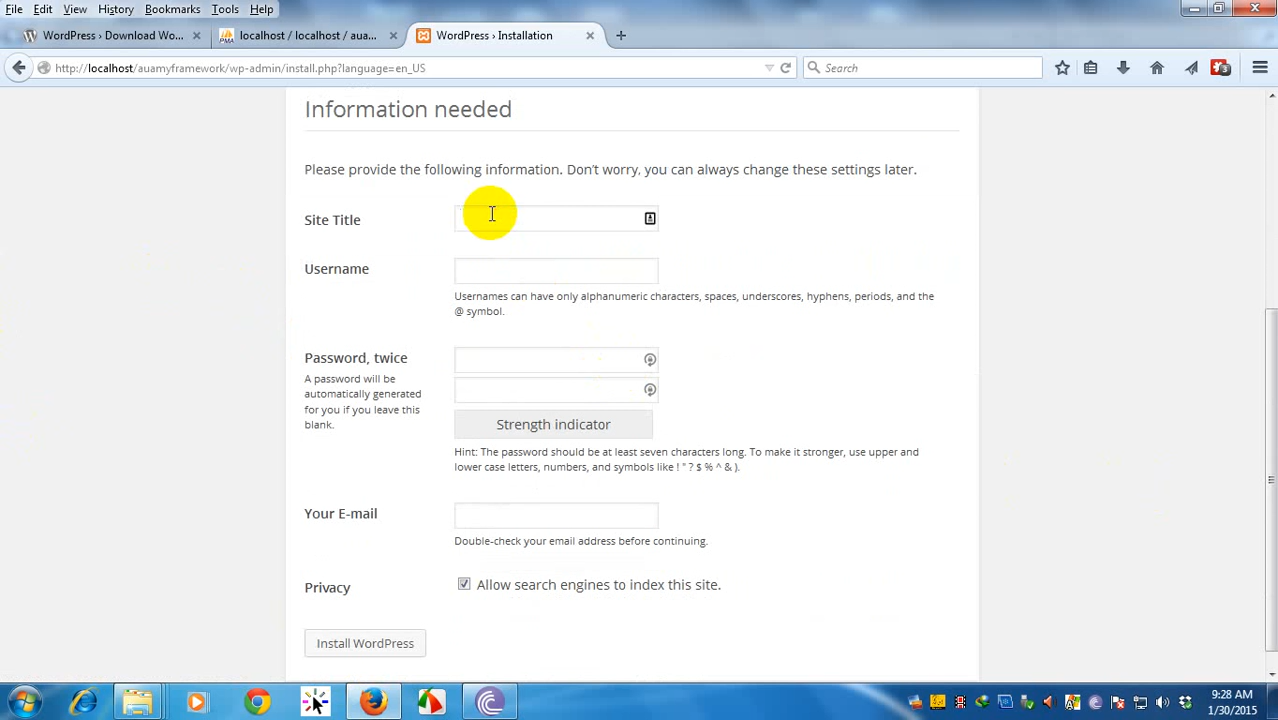 File Edit View History Bookmarks Tools Help
WordPress › Download Wo...
localhost / localhost / aua...
WordPress › Installation
http://localhost/auamyframework/wp-admin/install.php?language=en_US
Search
3
Information needed
Please provide the following information. Don't worry, you can always change these settings later.
Site Title
Username
Usernames can have only alphanumeric characters, spaces, underscores, hyphens, periods, and the
@ symbol.
Password, twice
A password will be
automatically generated
for you if you leave this
blank.
Strength indicator
Hint: The password should be at least seven characters long. To make it stronger, use upper and
lower case letters, numbers, and symbols like ! " ? $ % ^ & ).
Your E-mail
Double-check your email address before continuing.
Privacy
Allow search engines to index this site.
Install WordPress
9:28 AM
1/30/2015